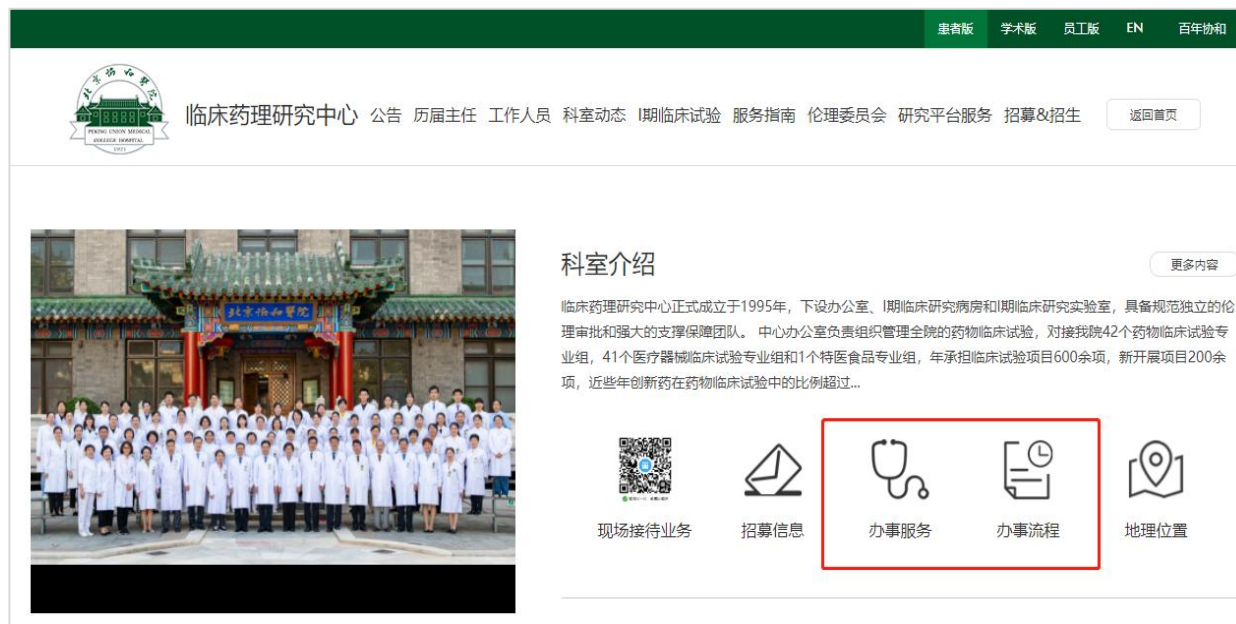 患者版 学术版 员工版 EN 百年协和
北京协和医院
PEKING UNION MEDICAL
COLLEGE HOSPITAL
1921
临床药理研究中心 公告 历届主任 工作人员 科室动态 I期临床试验 服务指南 伦理委员会 研究平台服务 招募&招生 返回首页
北京协和医院
科室介绍 更多内容
临床药理研究中心正式成立于1995年，下设办公室、I期临床研究病房和I期临床研究实验室，具备规范独立的伦
理审批和强大的支撑保障团队。 中心办公室负责组织管理全院的药物临床试验，对接我院42个药物临床试验专
业组，41个医疗器械临床试验专业组和1个特医食品专业组，年承担临床试验项目600余项，新开展项目200余
项，近些年创新药在药物临床试验中的比例超过...
现场接待业务 招募信息 办事服务 办事流程 地理位置